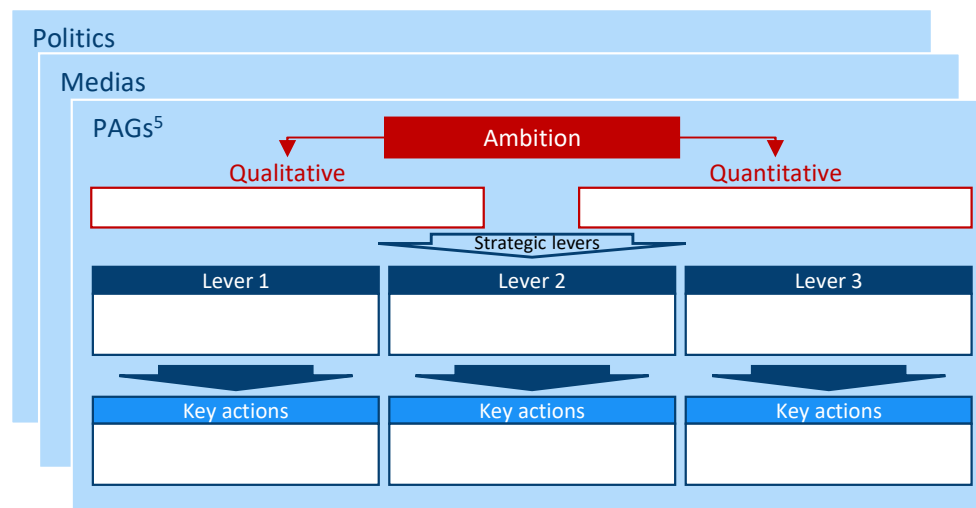 Politics
Medias
PAGs⁵
Ambition
Qualitative
Quantitative
Strategic levers
Lever 1
Lever 2
Lever 3
Key actions
Key actions
Key actions